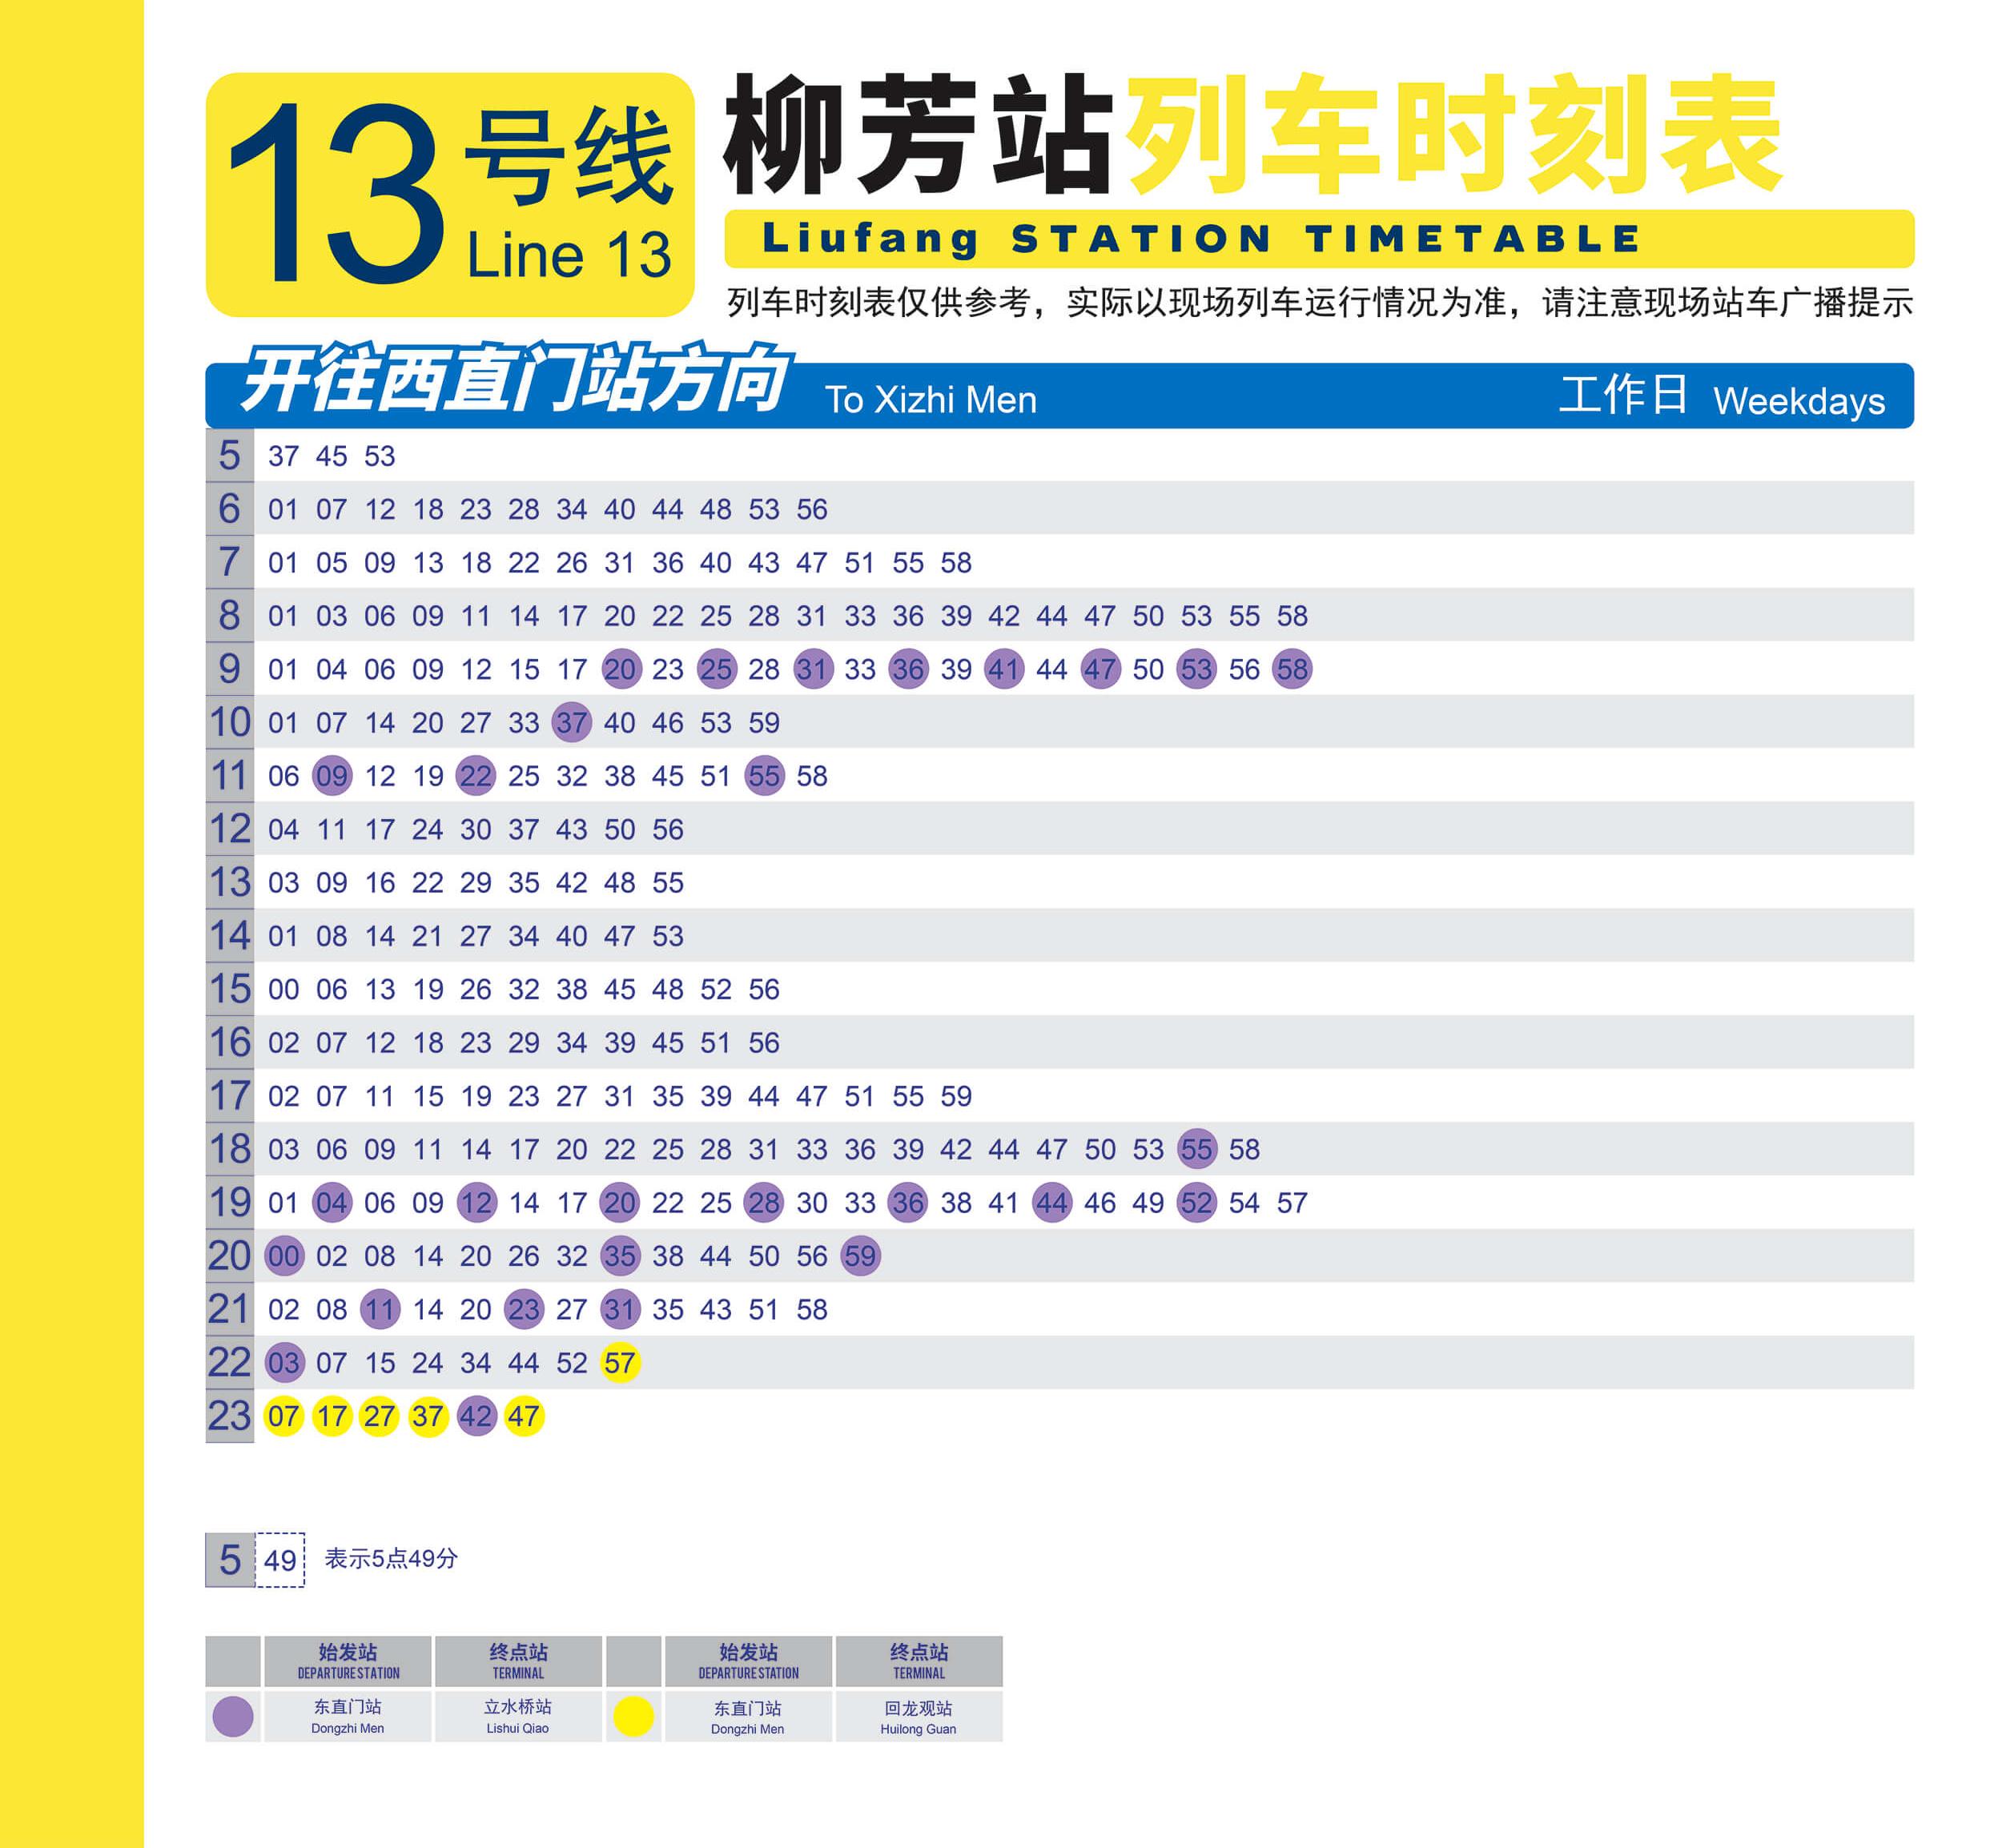 13号线
Line 13
柳芳站列车时刻表
Liufang STATION TIMETABLE
列车时刻表仅供参考，实际以现场列车运行情况为准，请注意现场站车广播提示
开往西直门站方向 To Xizhi Men 工作日 Weekdays
5 37 45 53
6 01 07 12 18 23 28 34 40 44 48 53 56
7 01 05 09 13 18 22 26 31 36 40 43 47 51 55 58
8 01 03 06 09 11 14 17 20 22 25 28 31 33 36 39 42 44 47 50 53 55 58
9 01 04 06 09 12 15 17 20 23 25 28 31 33 36 39 41 44 47 50 53 56 58
10 01 07 14 20 27 33 37 40 46 53 59
11 06 09 12 19 22 25 32 38 45 51 55 58
12 04 11 17 24 30 37 43 50 56
13 03 09 16 22 29 35 42 48 55
14 01 08 14 21 27 34 40 47 53
15 00 06 13 19 26 32 38 45 48 52 56
16 02 07 12 18 23 29 34 39 45 51 56
17 02 07 11 15 19 23 27 31 35 39 44 47 51 55 59
18 03 06 09 11 14 17 20 22 25 28 31 33 36 39 42 44 47 50 53 55 58
19 01 04 06 09 12 14 17 20 22 25 28 30 33 36 38 41 44 46 49 52 54 57
20 00 02 08 14 20 26 32 35 38 44 50 56 59
21 02 08 11 14 20 23 27 31 35 43 51 58
22 03 07 15 24 34 44 52 57
23 07 17 27 37 42 47
5 49 表示5点49分
始发站 终点站 始发站 终点站
DEPARTURE STATION TERMINAL DEPARTURE STATION TERMINAL
东直门站 立水桥站 东直门站 回龙观站
Dongzhi Men Lishui Qiao Dongzhi Men Huilong Guan